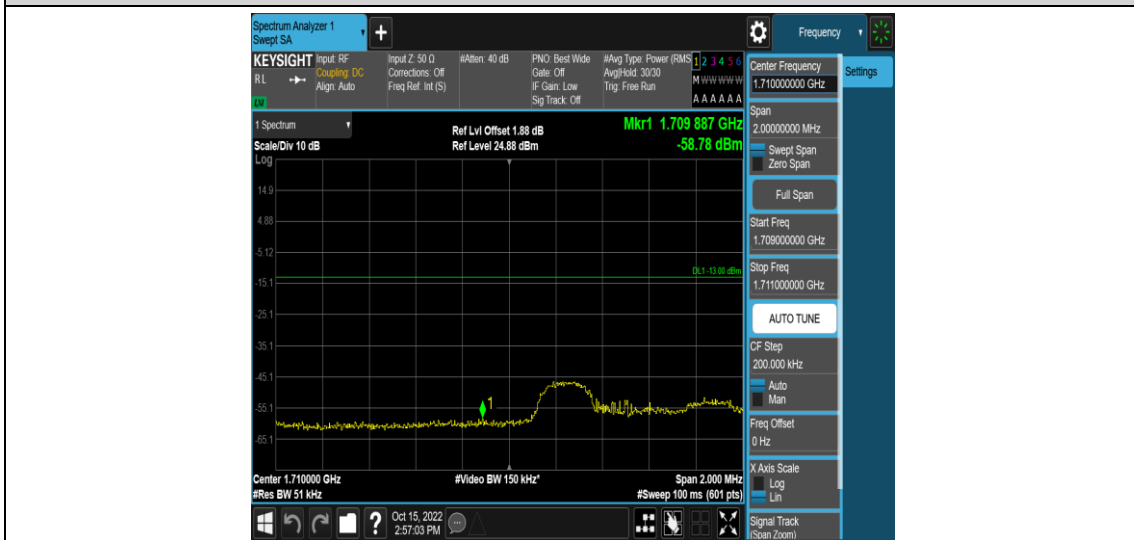 Spectrum Analyzer 1
Swept SA
+
Frequency
KEYSIGHT
RL
LXI
Input: RF
Coupling: DC
Align: Auto
Input Z: 50 Ω
Corrections: Off
Freq Ref: Int (S)
#Atten: 40 dB
PNO: Best Wide
Gate: Off
IF Gain: Low
Sig Track: Off
#Avg Type: Power (RMS
Avg|Hold: 30/30
Trig: Free Run
1 2 3 4 5 6
M W W W W W
A A A A A A
1 Spectrum
Scale/Div 10 dB
Log
Ref Lvl Offset 1.88 dB
Ref Level 24.88 dBm
Mkr1 1.709 887 GHz
-58.78 dBm
14.9
4.88
-5.12
-15.1
-25.1
-35.1
-45.1
-55.1
-65.1
DL1 -13.00 dBm
1
Center 1.710000 GHz
#Res BW 51 kHz
#Video BW 150 kHz*
Span 2.000 MHz
#Sweep 100 ms (601 pts)
Center Frequency
1.710000000 GHz
Settings
Span
2.00000000 MHz
Swept Span
Zero Span
Full Span
Start Freq
1.709000000 GHz
Stop Freq
1.711000000 GHz
AUTO TUNE
CF Step
200.000 kHz
Auto
Man
Freq Offset
0 Hz
X Axis Scale
Log
Lin
Signal Track
(Span Zoom)
?
Oct 15, 2022
2:57:03 PM